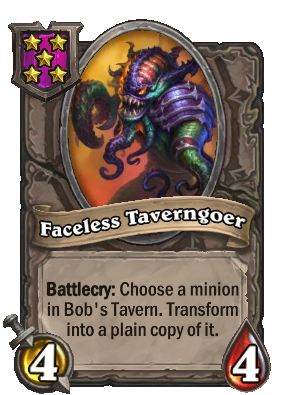 Faceless Taverngoer
Battlecry: Choose a minion
in Bob's Tavern. Transform
into a plain copy of it.
4 4